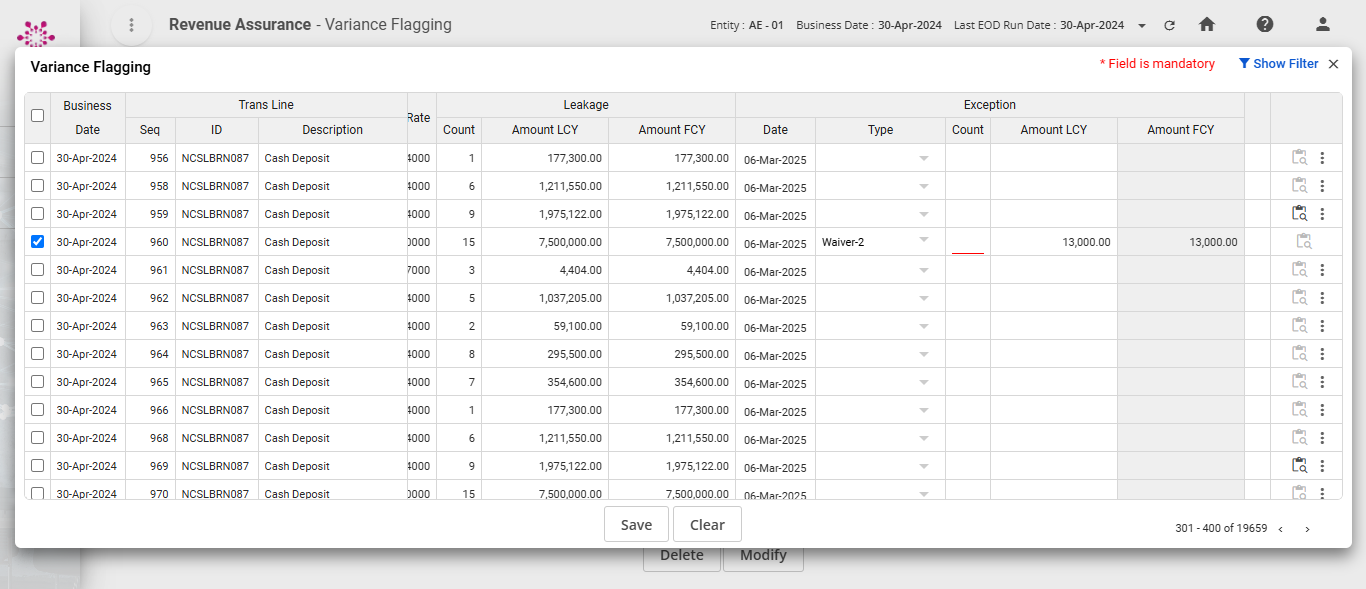 Revenue Assurance - Variance Flagging
Entity : AE - 01 Business Date : 30-Apr-2024 Last EOD Run Date : 30-Apr-2024
Variance Flagging
* Field is mandatory Show Filter
Business Date Trans Line Rate Leakage Exception
Seq ID Description Count Amount LCY Amount FCY Date Type Count Amount LCY Amount FCY
30-Apr-2024 956 NCSLBRN087 Cash Deposit 4000 1 177,300.00 177,300.00 06-Mar-2025
30-Apr-2024 958 NCSLBRN087 Cash Deposit 4000 6 1,211,550.00 1,211,550.00 06-Mar-2025
30-Apr-2024 959 NCSLBRN087 Cash Deposit 4000 9 1,975,122.00 1,975,122.00 06-Mar-2025
30-Apr-2024 960 NCSLBRN087 Cash Deposit 0000 15 7,500,000.00 7,500,000.00 06-Mar-2025 Waiver-2 13,000.00 13,000.00
30-Apr-2024 961 NCSLBRN087 Cash Deposit 7000 3 4,404.00 4,404.00 06-Mar-2025
30-Apr-2024 962 NCSLBRN087 Cash Deposit 4000 5 1,037,205.00 1,037,205.00 06-Mar-2025
30-Apr-2024 963 NCSLBRN087 Cash Deposit 4000 2 59,100.00 59,100.00 06-Mar-2025
30-Apr-2024 964 NCSLBRN087 Cash Deposit 4000 8 295,500.00 295,500.00 06-Mar-2025
30-Apr-2024 965 NCSLBRN087 Cash Deposit 4000 7 354,600.00 354,600.00 06-Mar-2025
30-Apr-2024 966 NCSLBRN087 Cash Deposit 4000 1 177,300.00 177,300.00 06-Mar-2025
30-Apr-2024 968 NCSLBRN087 Cash Deposit 4000 6 1,211,550.00 1,211,550.00 06-Mar-2025
30-Apr-2024 969 NCSLBRN087 Cash Deposit 4000 9 1,975,122.00 1,975,122.00 06-Mar-2025
30-Apr-2024 970 NCSLBRN087 Cash Deposit 0000 15 7,500,000.00 7,500,000.00 06-Mar-2025
Save Clear
301 - 400 of 19659
Delete Modify